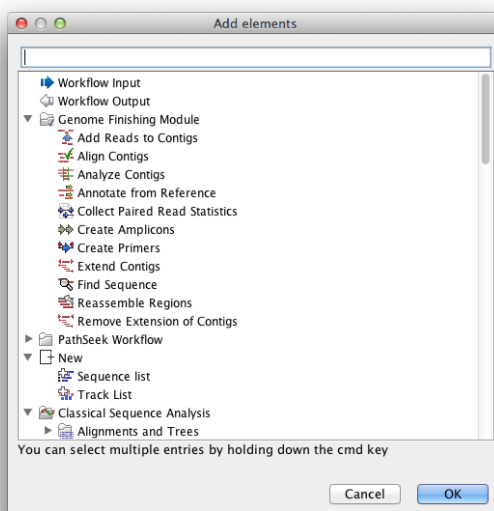 Add elements
Workflow Input
Workflow Output
Genome Finishing Module
Add Reads to Contigs
Align Contigs
Analyze Contigs
Annotate from Reference
Collect Paired Read Statistics
Create Amplicons
Create Primers
Extend Contigs
Find Sequence
Reassemble Regions
Remove Extension of Contigs
PathSeek Workflow
New
Sequence list
Track List
Classical Sequence Analysis
Alignments and Trees
You can select multiple entries by holding down the cmd key
Cancel OK